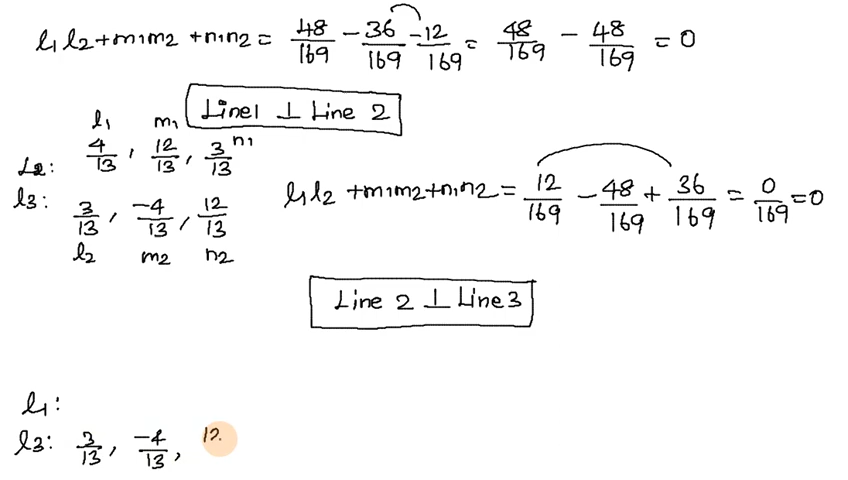 l₁l₂+m₁m₂+n₁n₂ = 48/169 - 36/169 - 12/169 = 48/169 - 48/169 = 0
Line1 ⊥ Line 2
l₁ m₁
L2: 4/13, 12/13, 3/13 n₁
l3: 3/13, -4/13, 12/13
l₂ m₂ n₂
l₁l₂+m₁m₂+n₁n₂ = 12/169 - 48/169 + 36/169 = 0/169 = 0
Line 2 ⊥ Line 3
l₁:
l3: 3/13, -4/13, 12